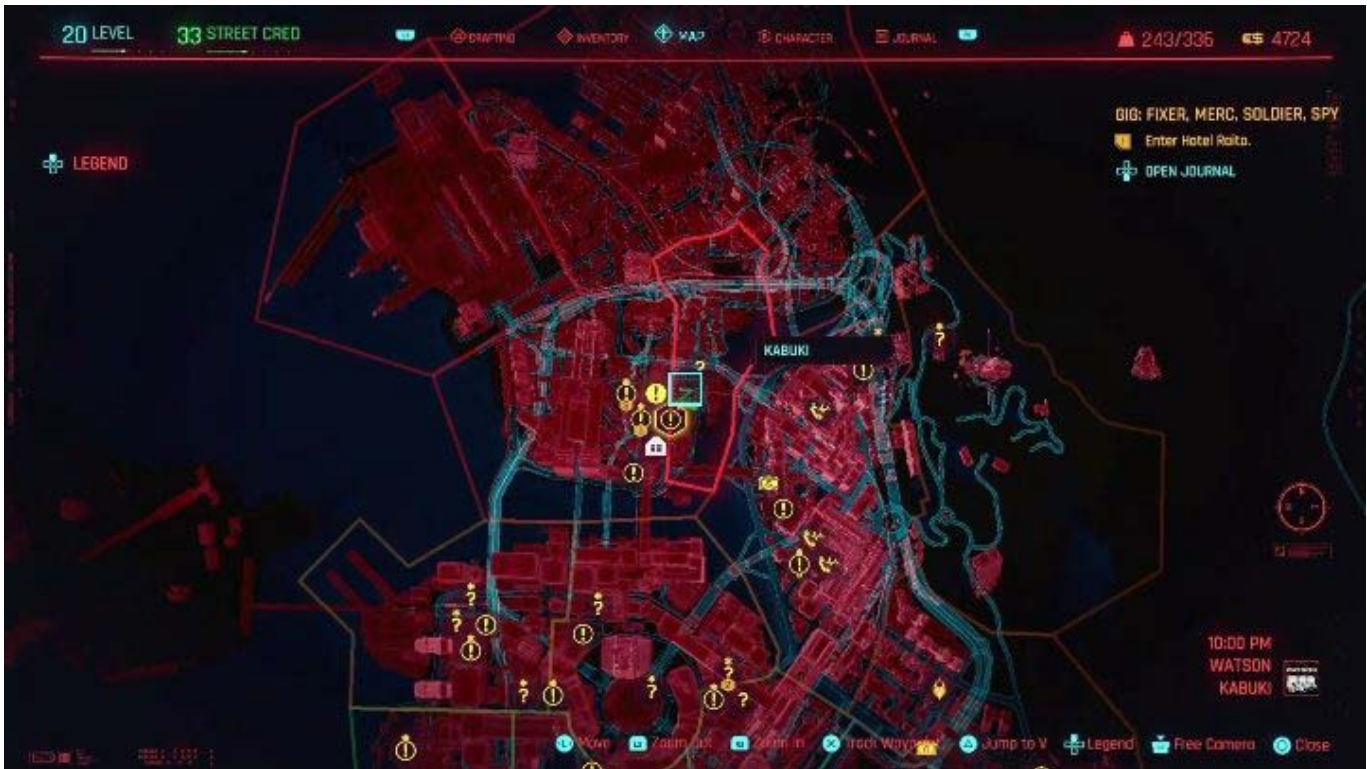 20 LEVEL
33 STREET CRED
CRAFTING
INVENTORY
MAP
CHARACTER
JOURNAL
243/336
€$ 4724
GIG: FIXER, MERC, SOLDIER, SPY
Enter Hotel Raito.
OPEN JOURNAL
LEGEND
KABUKI
10:00 PM
WATSON
KABUKI
Move
Zoom out
Zoom in
Track Waypoint
Jump to V
Legend
Free Camera
Close